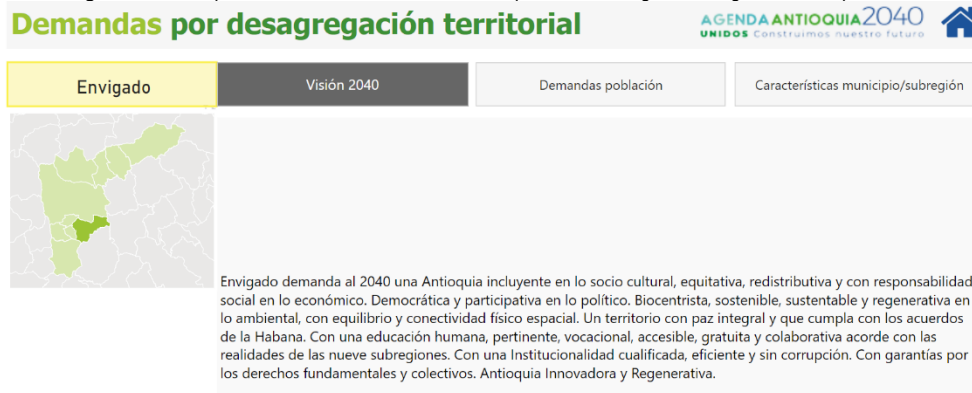 Demandas por desagregación territorial
AGENDA ANTIOQUIA 2040
UNIDOS Construimos nuestro futuro
Envigado
Visión 2040
Demandas población
Características municipio/subregión
Envigado demanda al 2040 una Antioquia incluyente en lo socio cultural, equitativa, redistributiva y con responsabilidad
social en lo económico. Democrática y participativa en lo político. Biocentrista, sostenible, sustentable y regenerativa en
lo ambiental, con equilibrio y conectividad físico espacial. Un territorio con paz integral y que cumpla con los acuerdos
de la Habana. Con una educación humana, pertinente, vocacional, accesible, gratuita y colaborativa acorde con las
realidades de las nueve subregiones. Con una Institucionalidad cualificada, eficiente y sin corrupción. Con garantías por
los derechos fundamentales y colectivos. Antioquia Innovadora y Regenerativa.